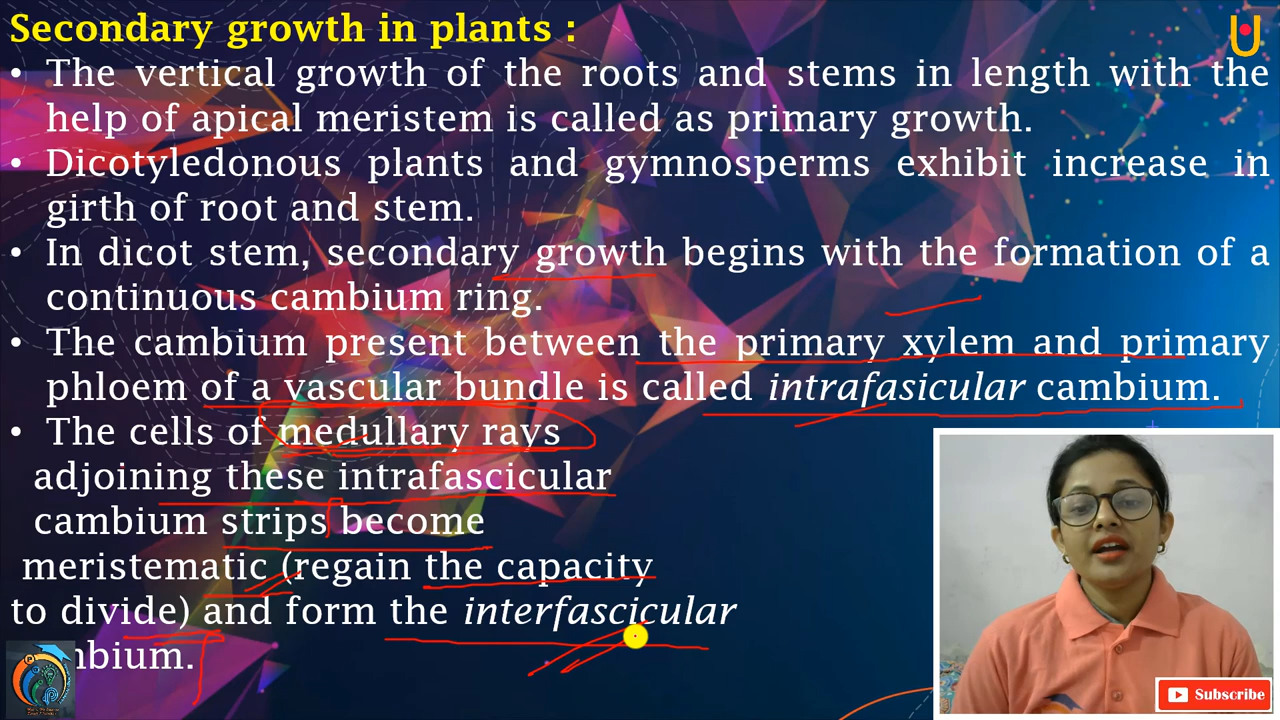 Secondary growth in plants :
• The vertical growth of the roots and stems in length with the
help of apical meristem is called as primary growth.
• Dicotyledonous plants and gymnosperms exhibit increase in
girth of root and stem.
• In dicot stem, secondary growth begins with the formation of a
continuous cambium ring.
• The cambium present between the primary xylem and primary
phloem of a vascular bundle is called intrafasicular cambium.
• The cells of medullary rays
adjoining these intrafascicular
cambium strips become
meristematic (regain the capacity
to divide) and form the interfascicular
mbium.
Subscribe